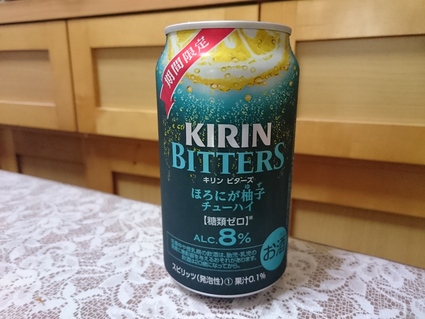 期間限定
KIRIN
BITTERS
キリン ビターズ
ほろにが柚子
チューハイ
【糖類ゼロ】
ALC.8%
お酒
スピリッツ(発泡性)① 果汁0.1%